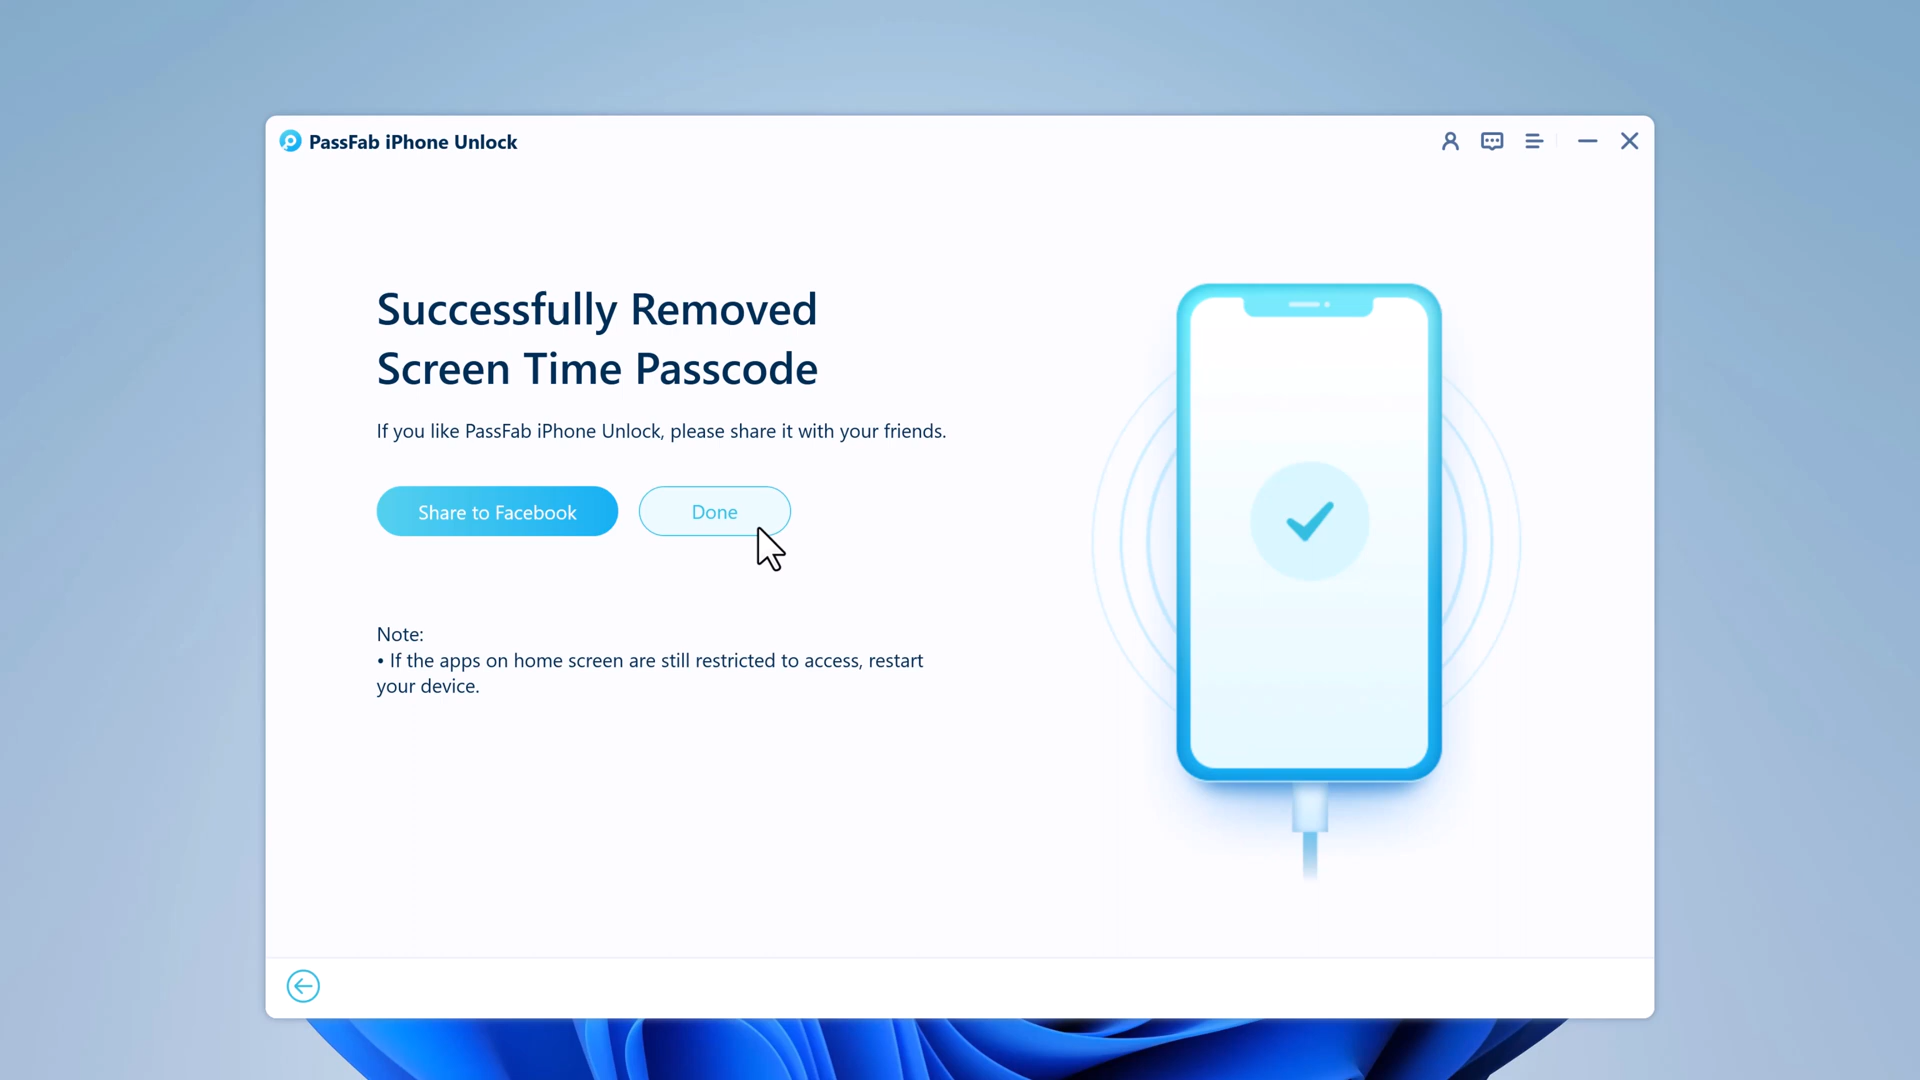 PassFab iPhone Unlock
Successfully Removed
Screen Time Passcode
If you like PassFab iPhone Unlock, please share it with your friends.
Share to Facebook
Done
Note:
• If the apps on home screen are still restricted to access, restart
your device.